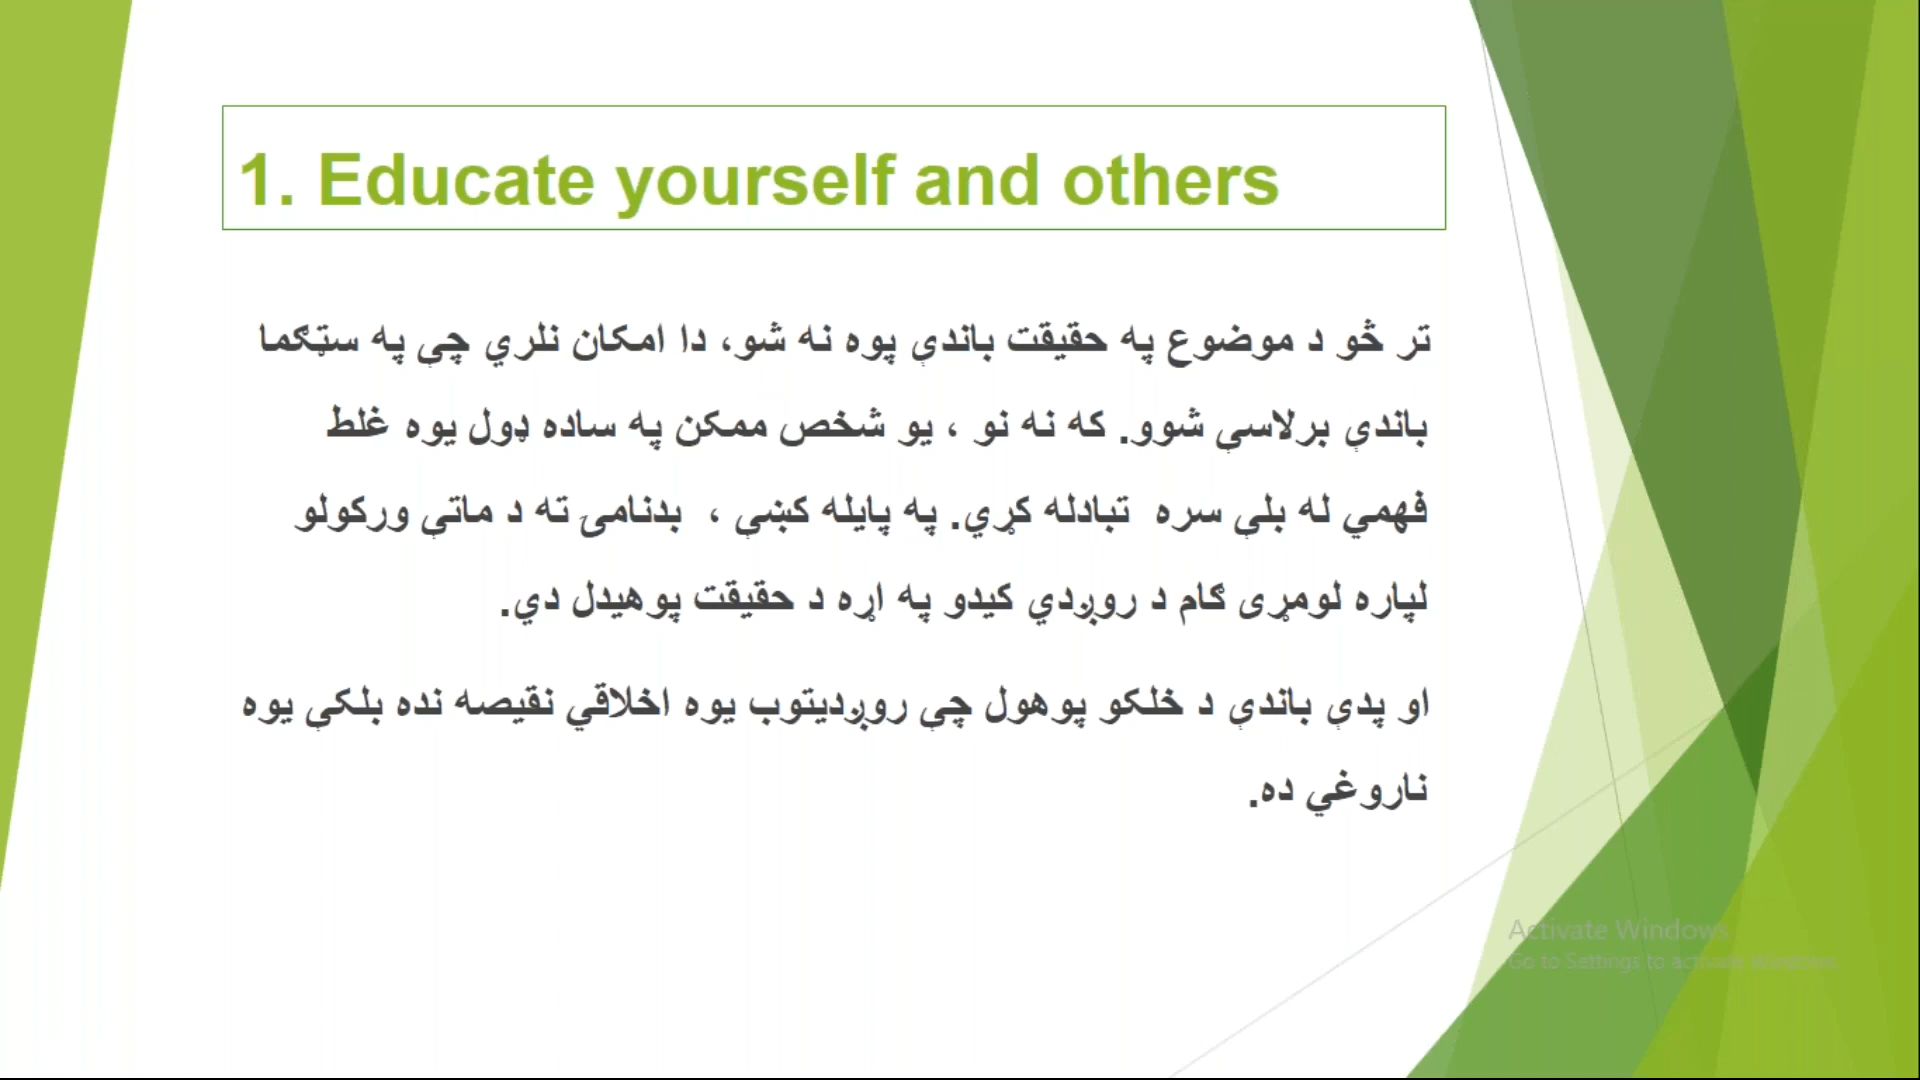 1. Educate yourself and others
تر څو د موضوع په حقیقت باندې پوه نه شو، دا امکان نلري چې په سټګما
باندې برلاسې شوو. که نه نو ، یو شخص ممکن په ساده ډول یوه غلط
فهمي له بلې سره تبادله کړي. په پایله کښې ، بدنامۍ ته د ماتې ورکولو
لپاره لومړی ګام د روږدي کیدو په اړه د حقیقت پوهیدل دي.
او پدې باندې د خلکو پوهول چې روږدیتوب یوه اخلاقي نقیصه نده بلکې یوه
ناروغي ده.
Activate Windows
Go to Settings to activate Windows.